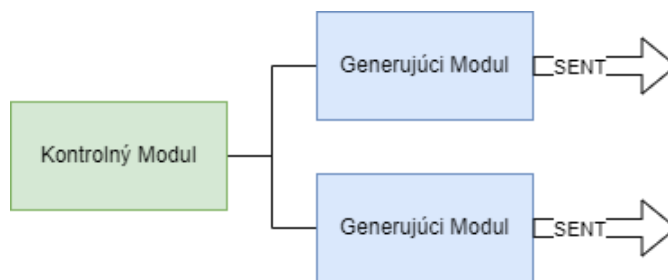 Generujúci Modul
SENT
Kontrolný Modul
Generujúci Modul
SENT